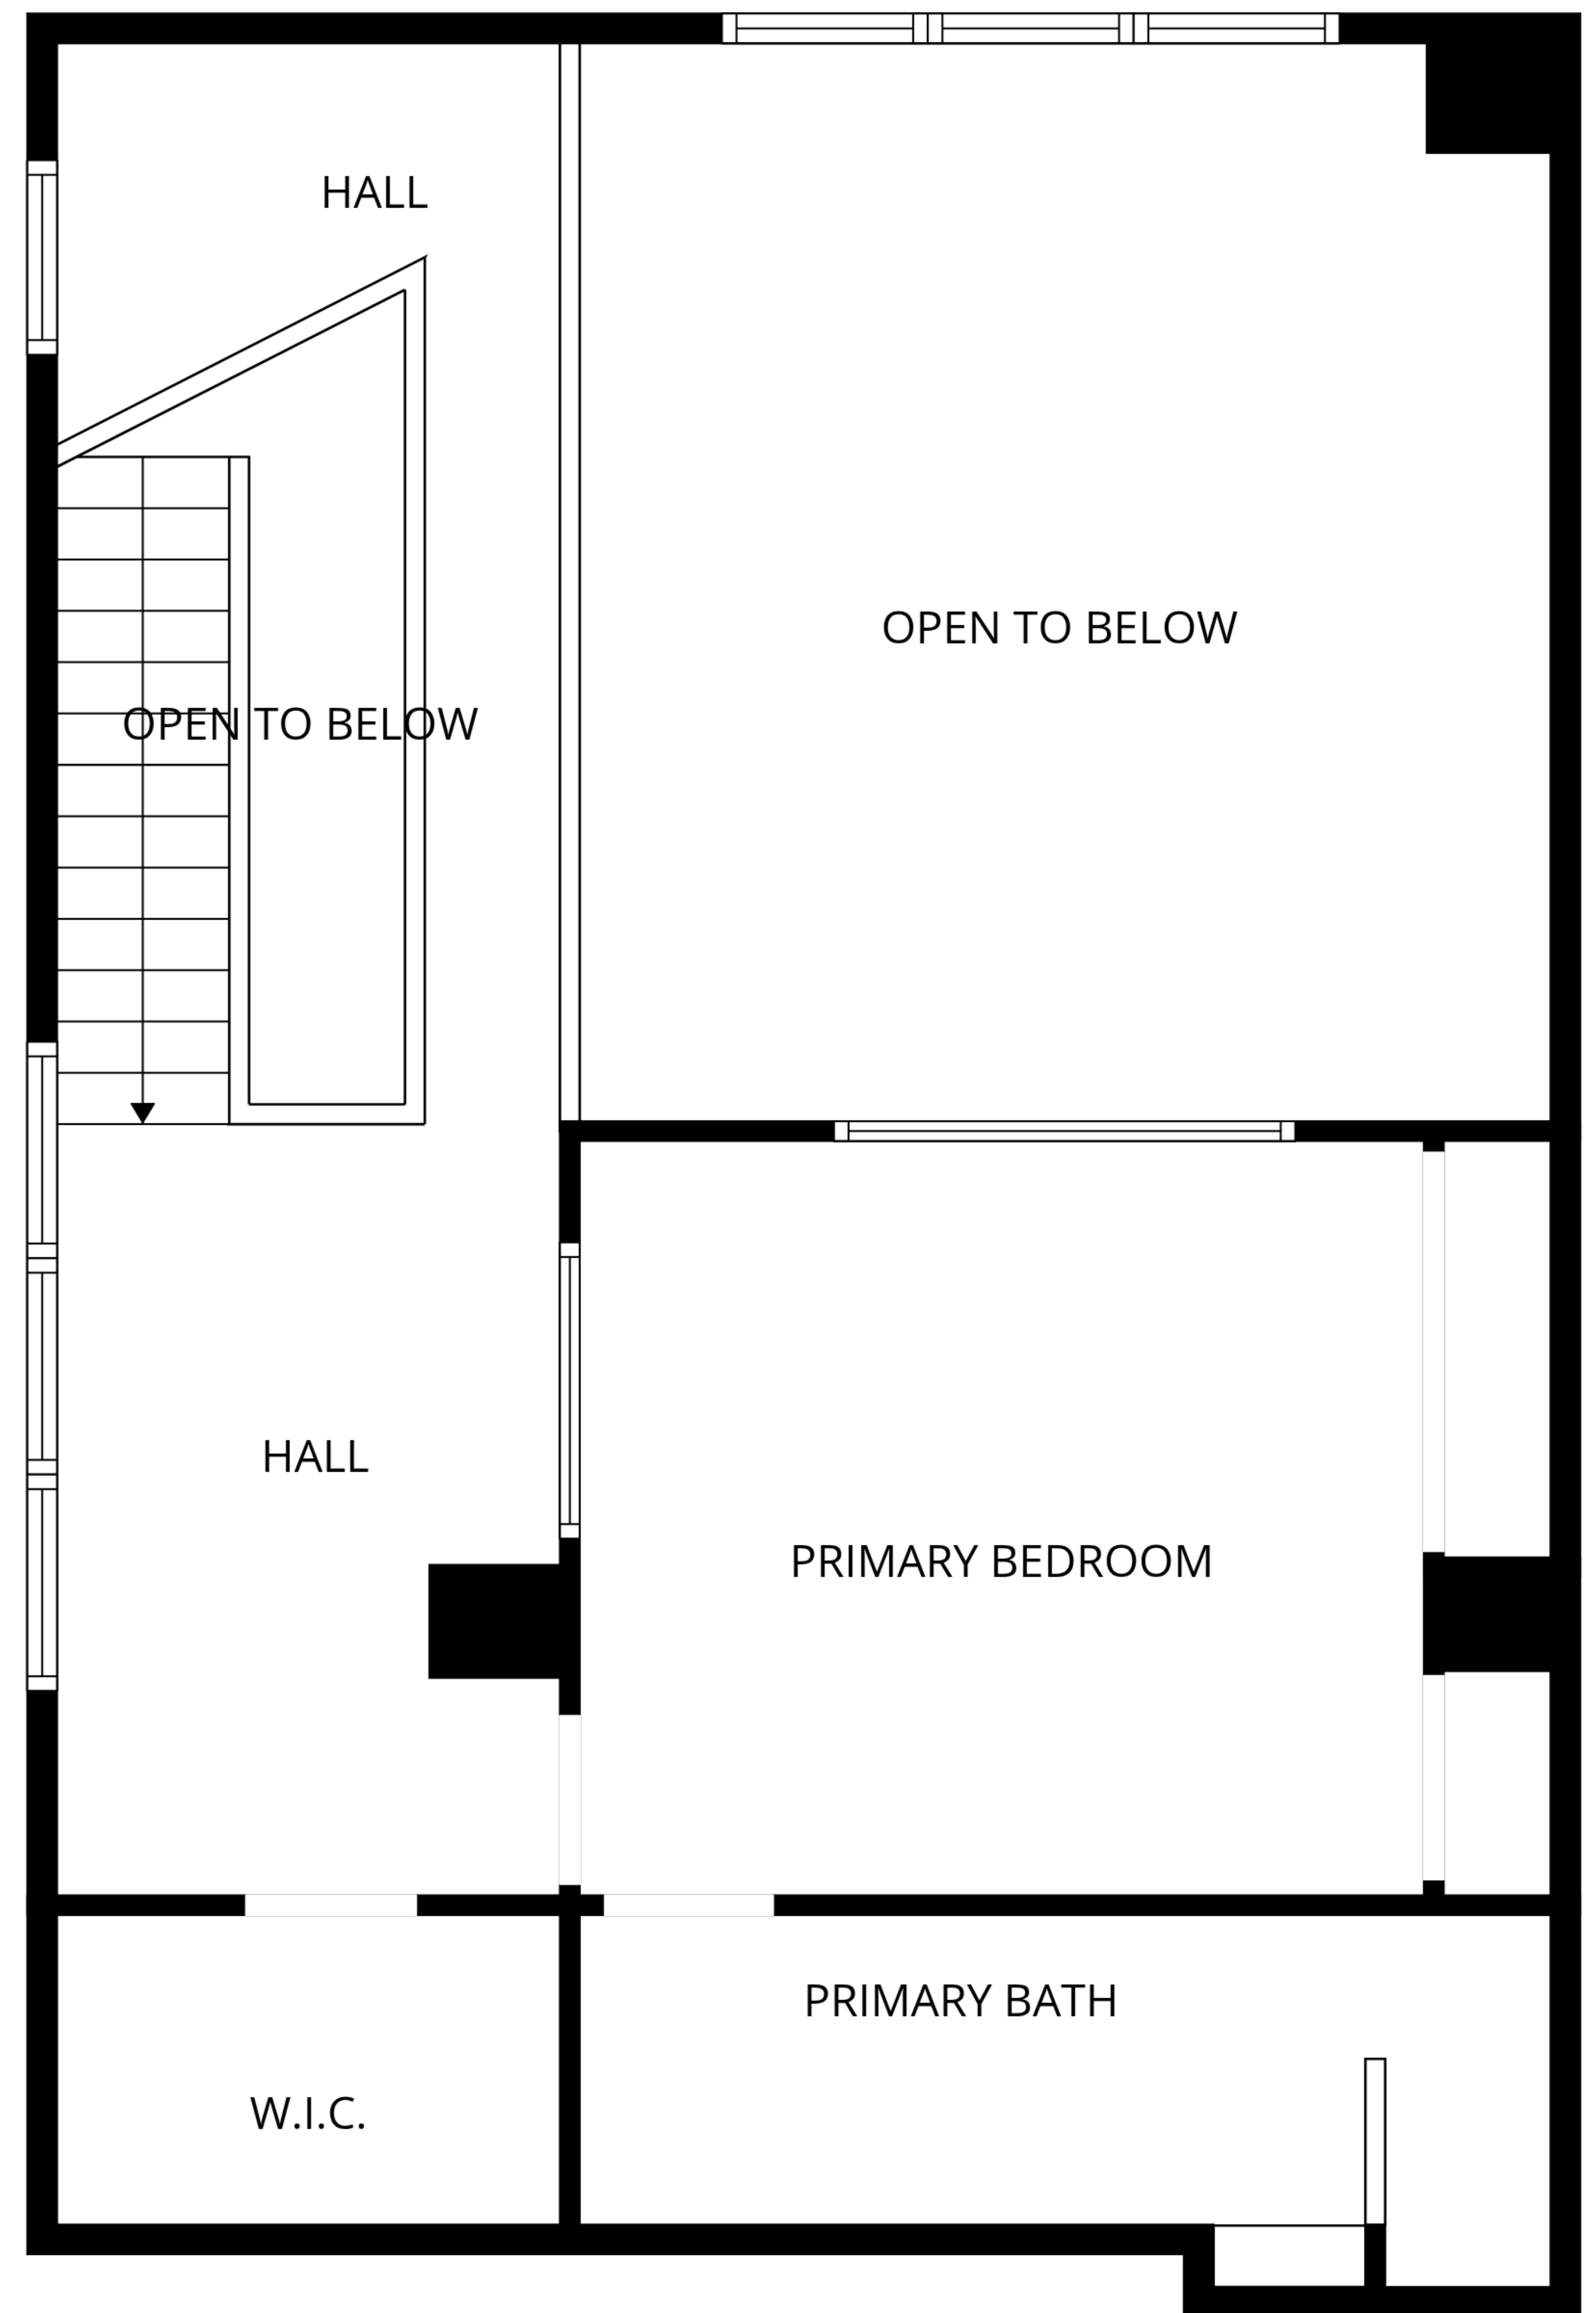 HALL
OPEN TO BELOW
OPEN TO BELOW
HALL
PRIMARY BEDROOM
PRIMARY BATH
W.I.C.